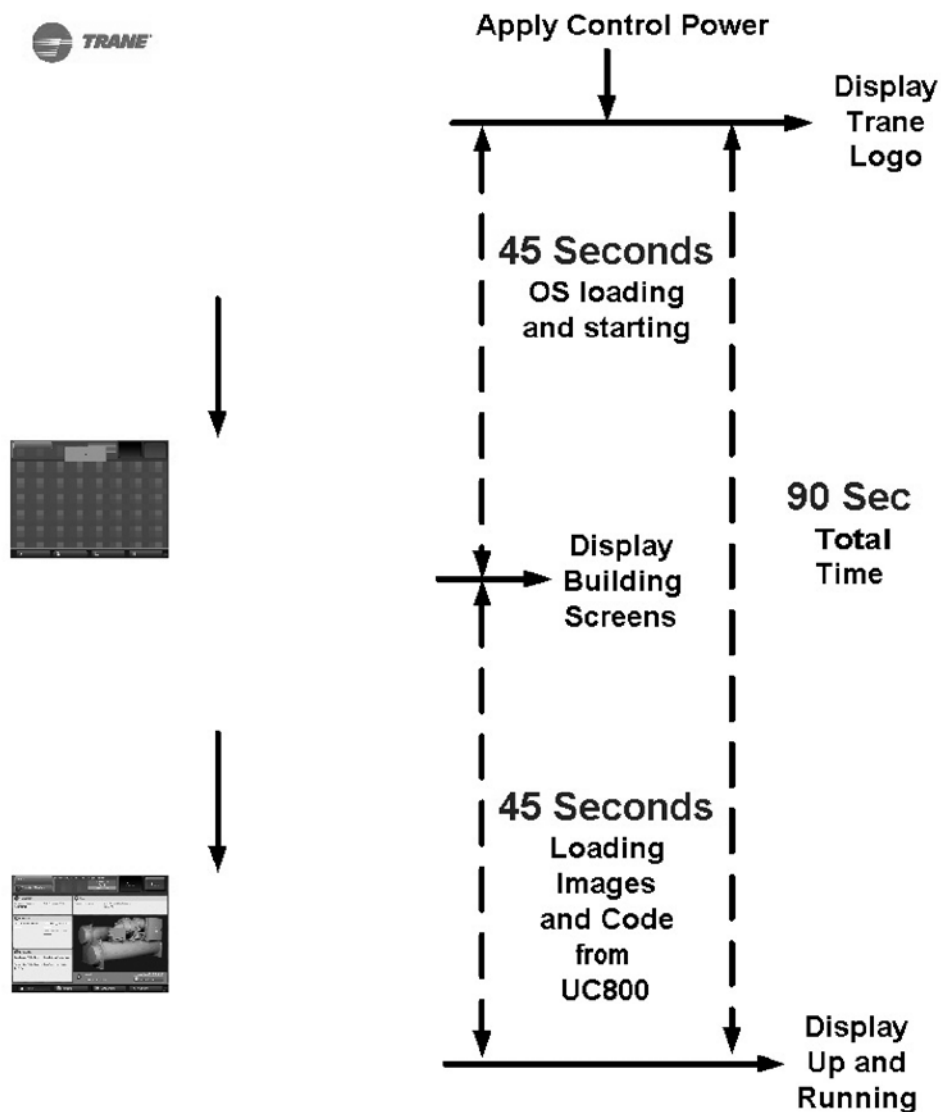 TRANE
Apply Control Power
Display
Trane
Logo
45 Seconds
OS loading
and starting
90 Sec
Total
Time
Display
Building
Screens
45 Seconds
Loading
Images
and Code
from
UC800
Display
Up and
Running